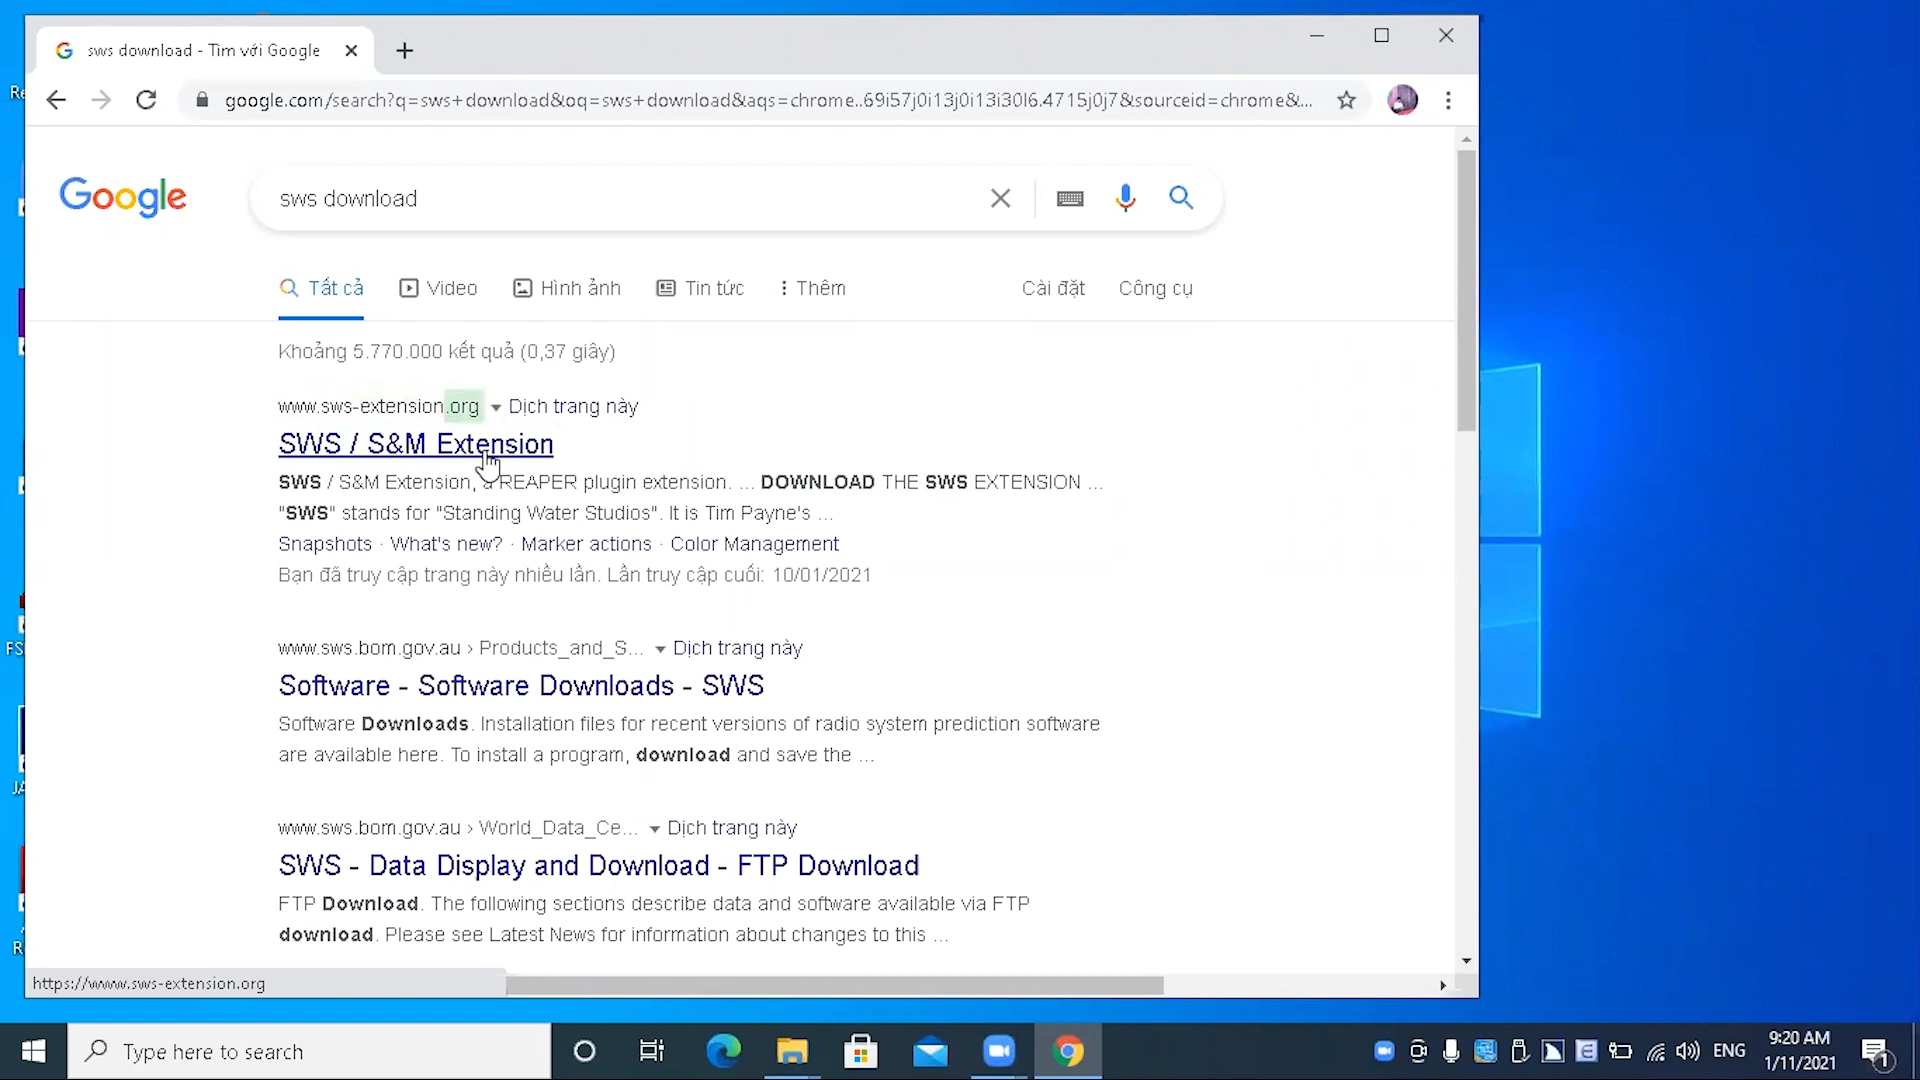 sws download - Tìm với Google
google.com/search?q=sws+download&oq=sws+download&aqs=chrome..69i57j0i13j0i13i30l6.4715j0j7&sourceid=chrome&...
Google
sws download
Tất cả
Video
Hình ảnh
Tin tức
Thêm
Cài đặt
Công cụ
Khoảng 5.770.000 kết quả (0,37 giây)
www.sws-extension.org Dịch trang này
SWS / S&M Extension
SWS / S&M Extension, a REAPER plugin extension. ... DOWNLOAD THE SWS EXTENSION ...
"SWS" stands for "Standing Water Studios". It is Tim Payne's ...
Snapshots · What's new? · Marker actions · Color Management
Bạn đã truy cập trang này nhiều lần. Lần truy cập cuối: 10/01/2021
www.sws.bom.gov.au › Products_and_S... Dịch trang này
Software - Software Downloads - SWS
Software Downloads. Installation files for recent versions of radio system prediction software
are available here. To install a program, download and save the ...
www.sws.bom.gov.au › World_Data_Ce... Dịch trang này
SWS - Data Display and Download - FTP Download
FTP Download. The following sections describe data and software available via FTP
download. Please see Latest News for information about changes to this ...
https://www.sws-extension.org
Type here to search
ENG
9:20 AM
1/11/2021
1